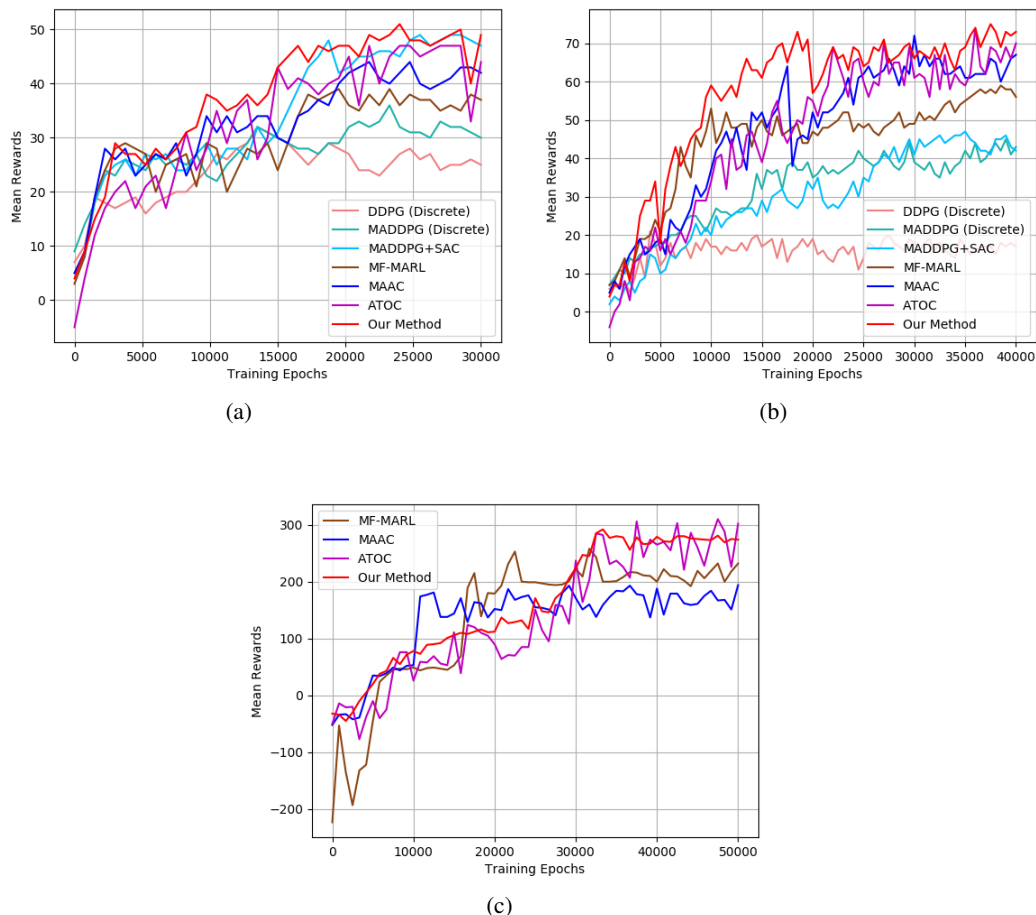 50
40
30
20
10
0
Mean Rewards
DDPG (Discrete)
MADDPG (Discrete)
MADDPG+SAC
MF-MARL
MAAC
ATOC
Our Method
0 5000 10000 15000 20000 25000 30000
Training Epochs
(a)
70
60
50
40
30
20
10
0
Mean Rewards
DDPG (Discrete)
MADDPG (Discrete)
MADDPG+SAC
MF-MARL
MAAC
ATOC
Our Method
0 5000 10000 15000 20000 25000 30000 35000 40000
Training Epochs
(b)
300
200
100
0
−100
−200
Mean Rewards
MF-MARL
MAAC
ATOC
Our Method
0 10000 20000 30000 40000 50000
Training Epochs
(c)